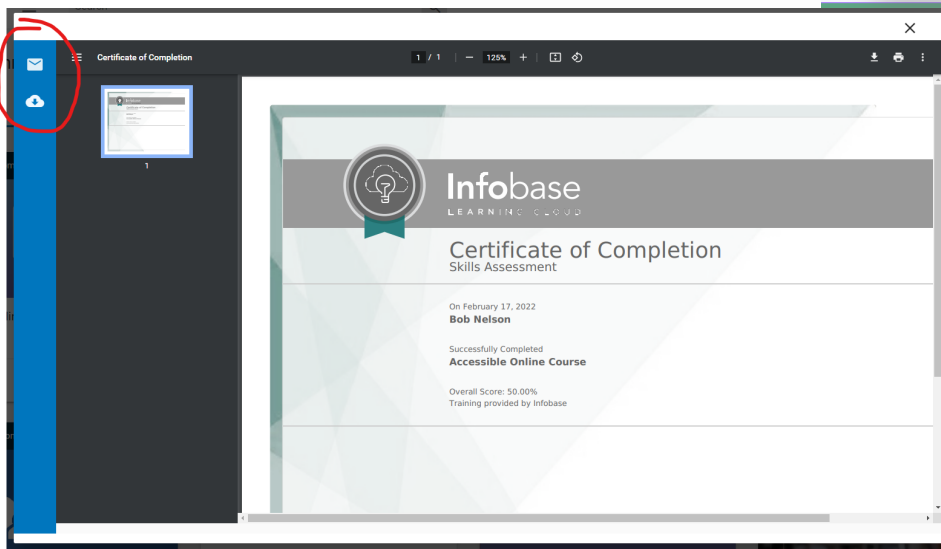 Certificate of Completion
1 / 1
125%
1
Infobase
LEARNING CLOUD
Certificate of Completion
Skills Assessment
On February 17, 2022
Bob Nelson
Successfully Completed
Accessible Online Course
Overall Score: 50.00%
Training provided by Infobase